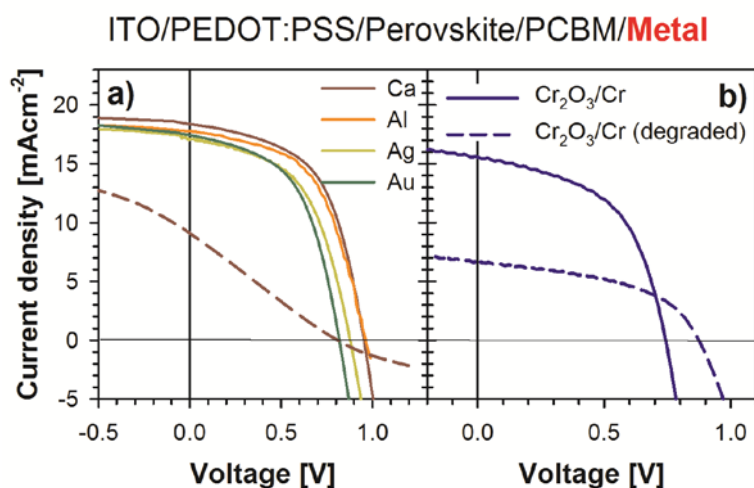 ITO/PEDOT:PSS/Perovskite/PCBM/Metal
a)
Ca
Al
Ag
Au
b)
Cr₂O₃/Cr
Cr₂O₃/Cr (degraded)
Current density [mAcm⁻²]
20
15
10
5
0
-5
-0.5
0.0
0.5
1.0
0.0
0.5
1.0
Voltage [V]
Voltage [V]